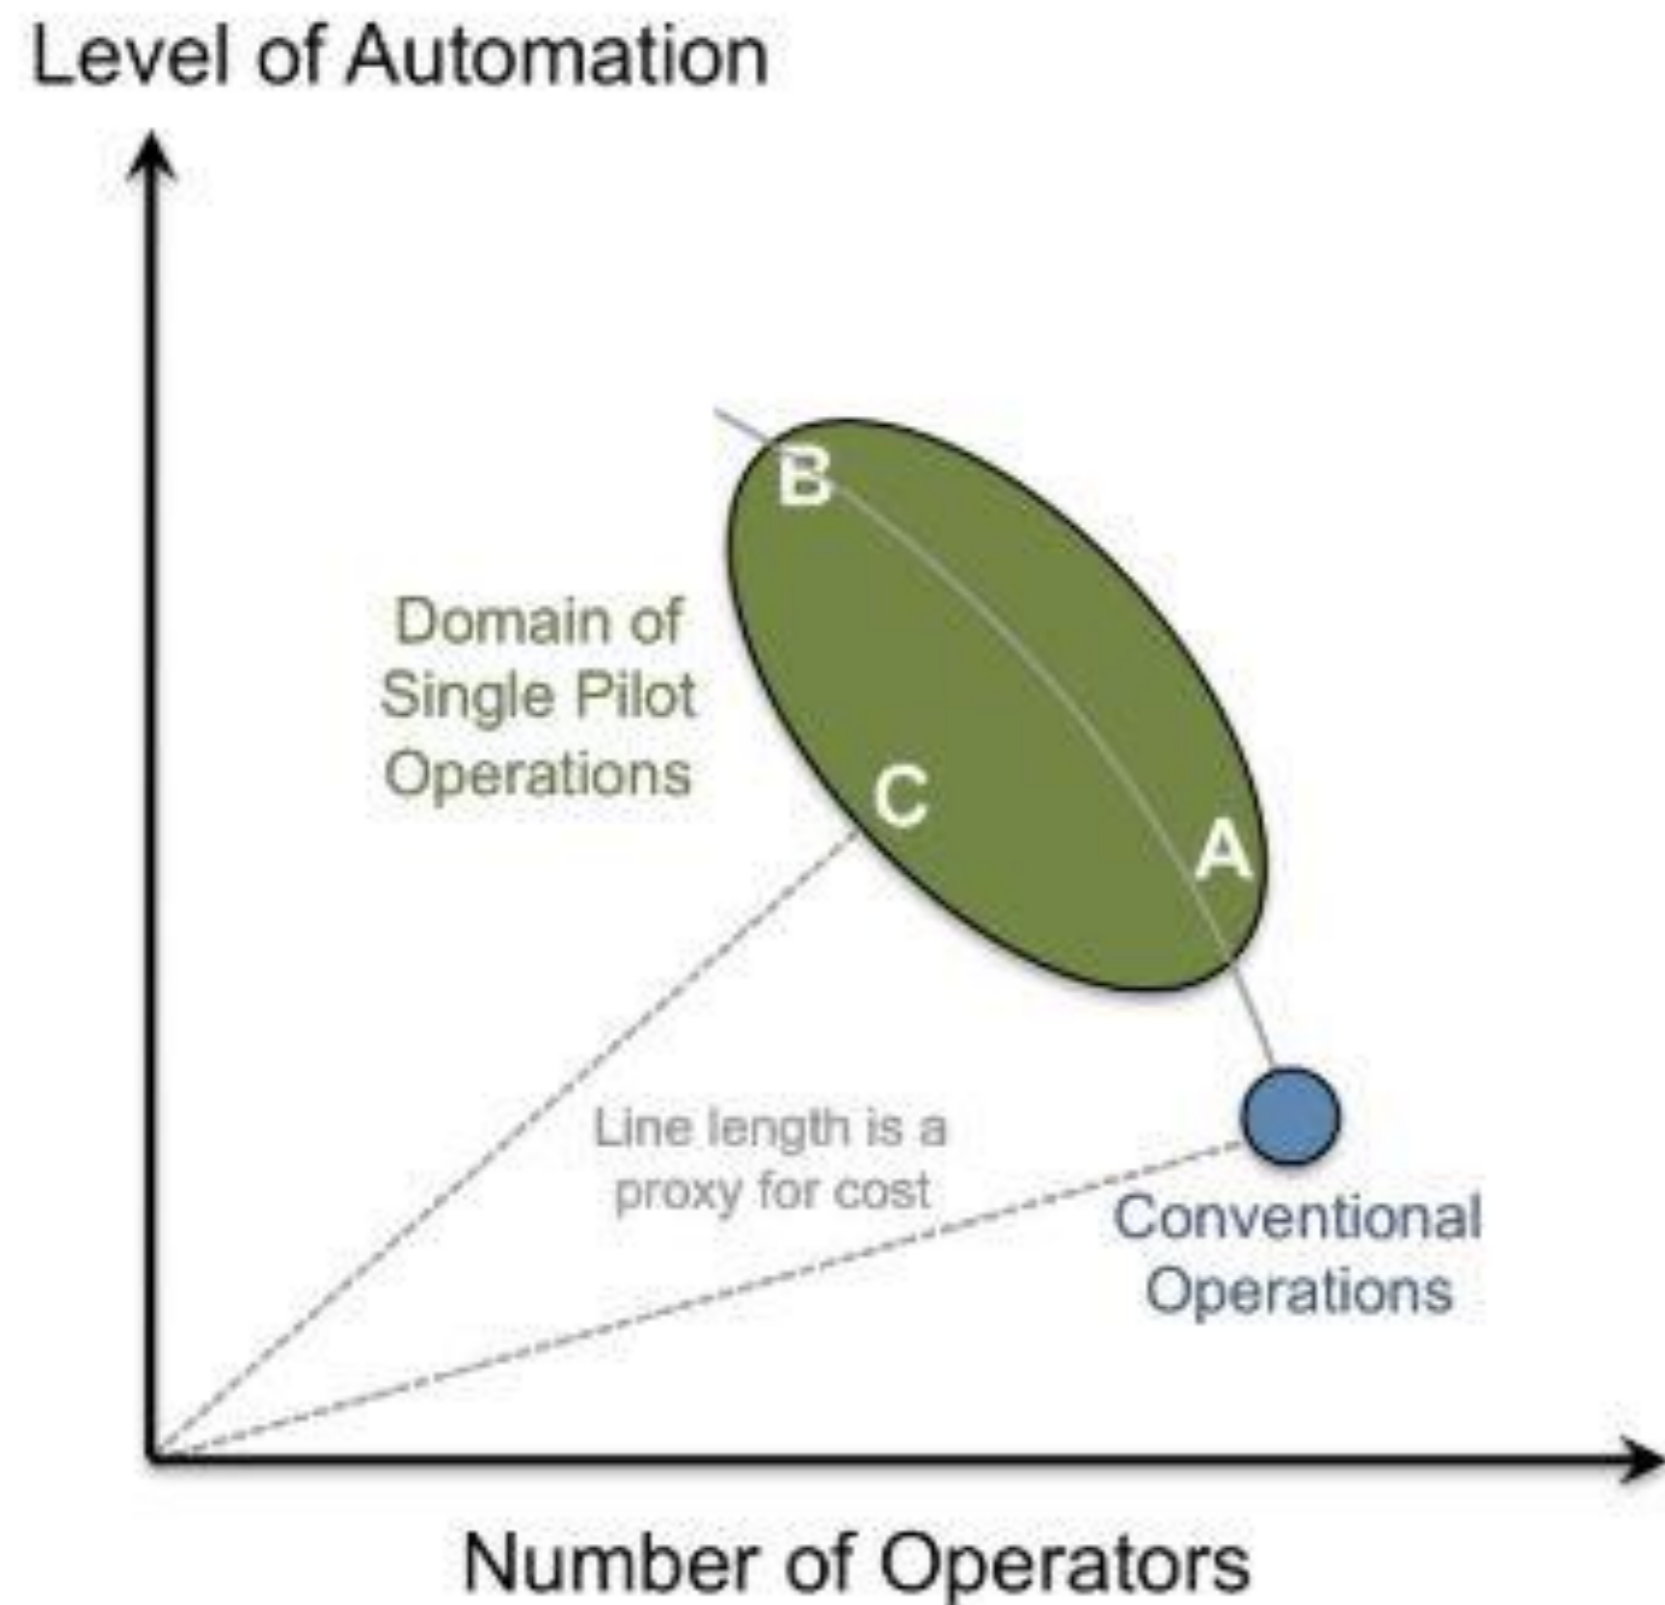 Level of Automation
B
Domain of
Single Pilot
Operations
C
A
Line length is a
proxy for cost
Conventional
Operations
Number of Operators